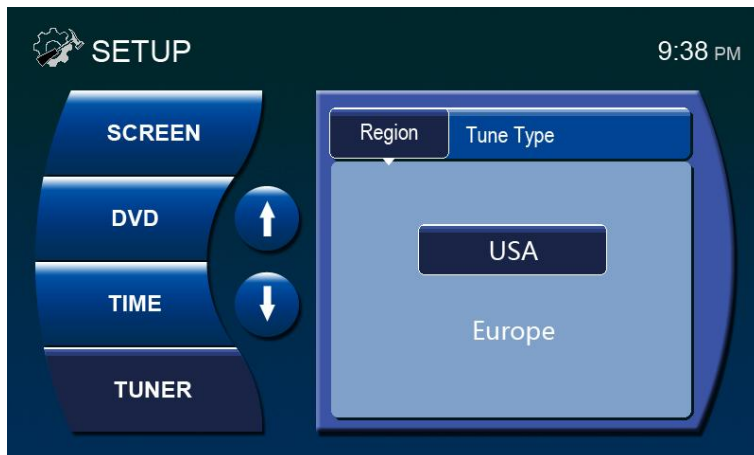 SETUP
9:38 PM
SCREEN
DVD
TIME
TUNER
Region
Tune Type
USA
Europe